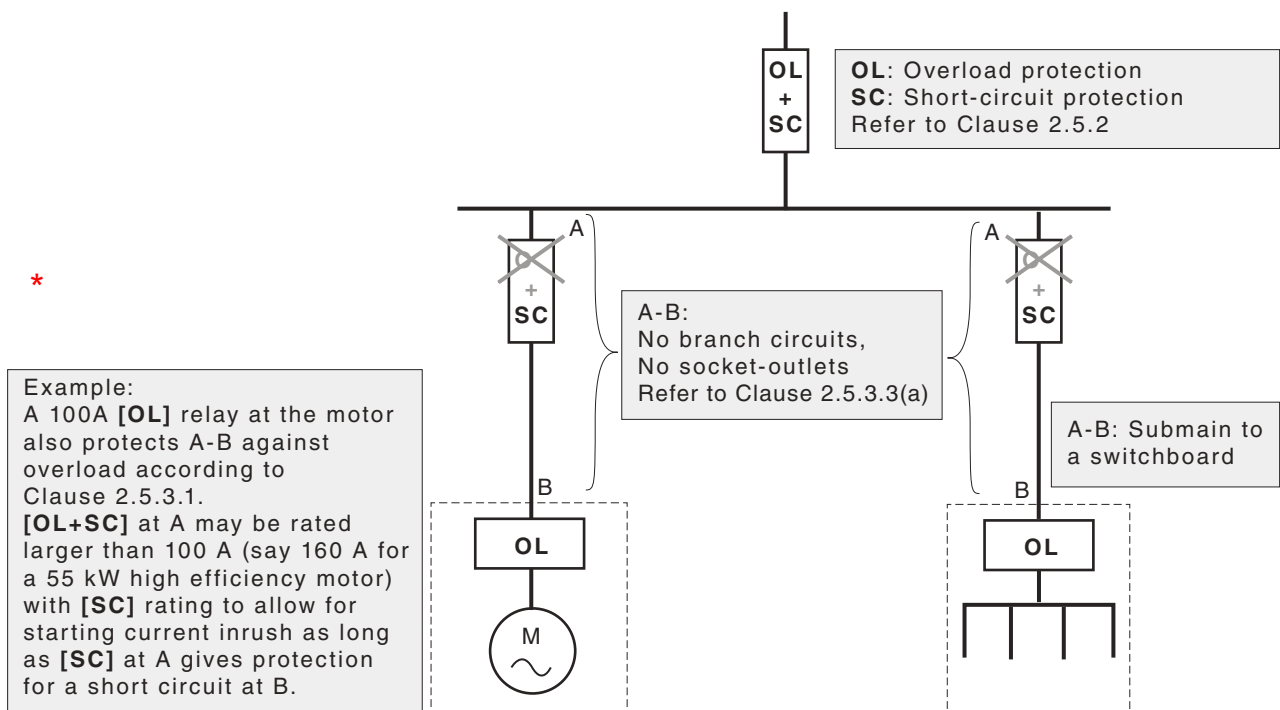 OL
+
SC
OL: Overload protection
SC: Short-circuit protection
Refer to Clause 2.5.2
A
+
SC
A
+
SC
*
A-B:
No branch circuits,
No socket-outlets
Refer to Clause 2.5.3.3(a)
Example:
A 100A [OL] relay at the motor
also protects A-B against
overload according to
Clause 2.5.3.1.
[OL+SC] at A may be rated
larger than 100 A (say 160 A for
a 55 kW high efficiency motor)
with [SC] rating to allow for
starting current inrush as long
as [SC] at A gives protection
for a short circuit at B.
A-B: Submain to
a switchboard
B
OL
M
B
OL